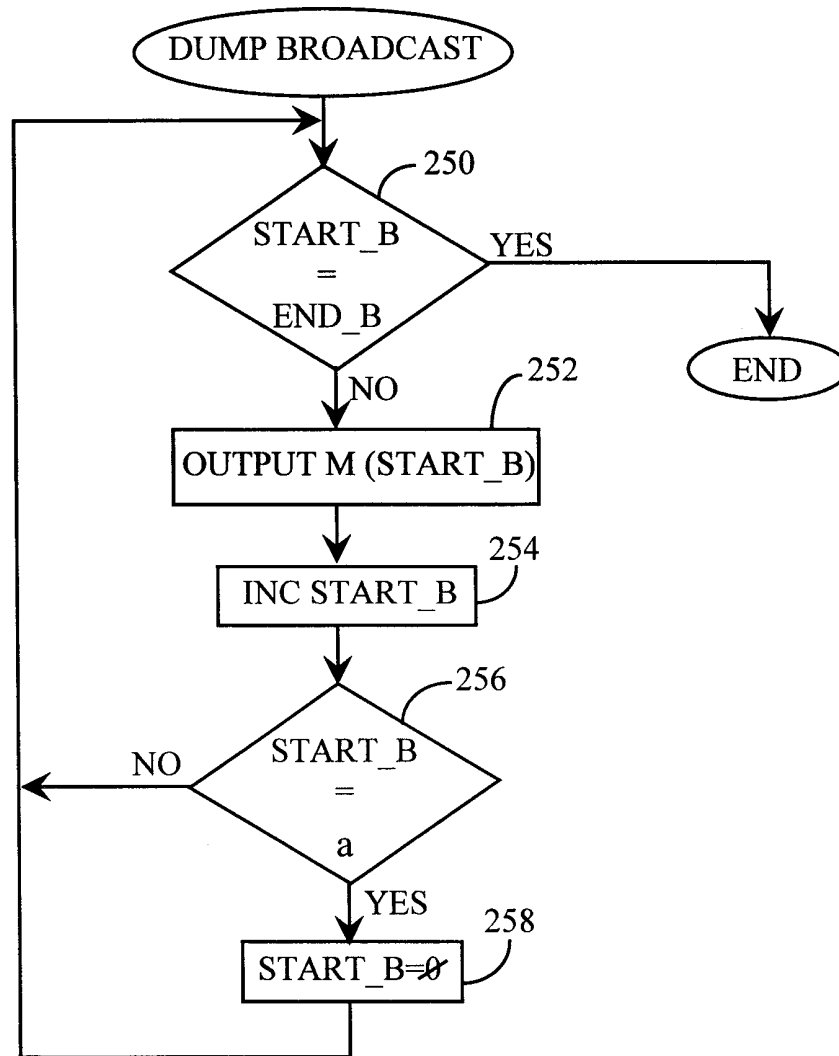 DUMP BROADCAST
250
START_B
=
END_B
YES
END
NO
252
OUTPUT M (START_B)
254
INC START_B
256
START_B
=
a
NO
YES
258
START_B=0